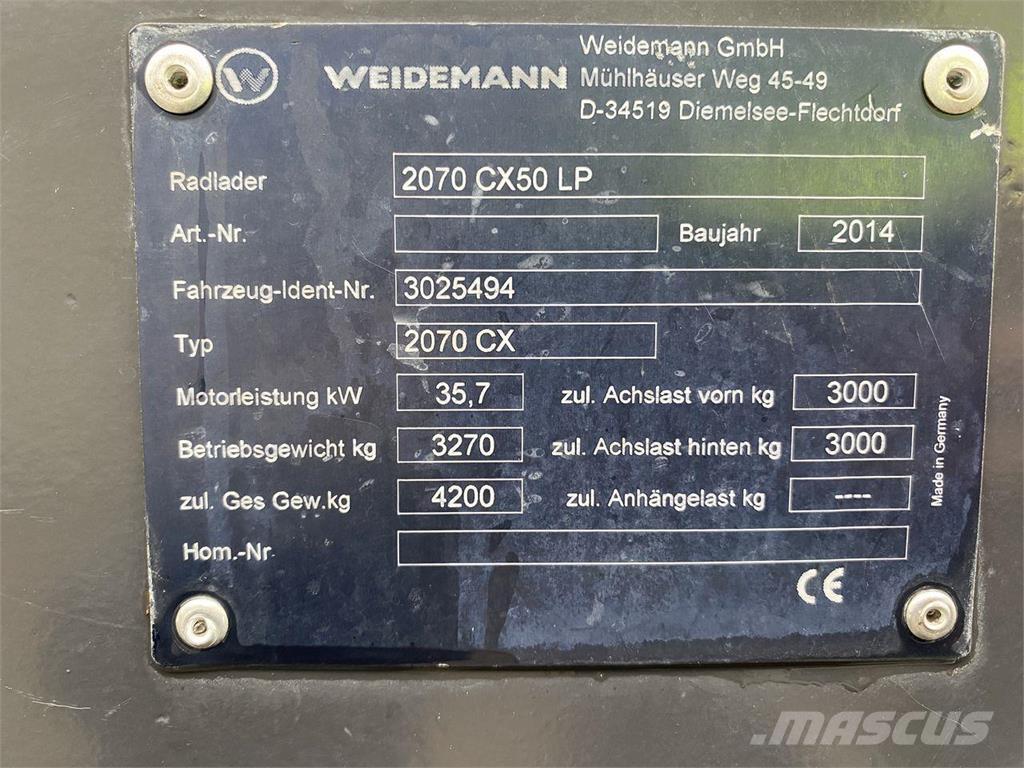 W WEIDEMANN
Weidemann GmbH
Mühlhäuser Weg 45-49
D-34519 Diemelsee-Flechtdorf
Radlader 2070 CX50 LP
Art.-Nr. Baujahr 2014
Fahrzeug-Ident-Nr. 3025494
Typ 2070 CX
Motorleistung kW 35,7 zul. Achslast vorn kg 3000
Betriebsgewicht kg 3270 zul. Achslast hinten kg 3000
zul. Ges Gew.kg 4200 zul. Anhängelast kg ----
Hom.-Nr
Made in Germany
CE
MASCUS